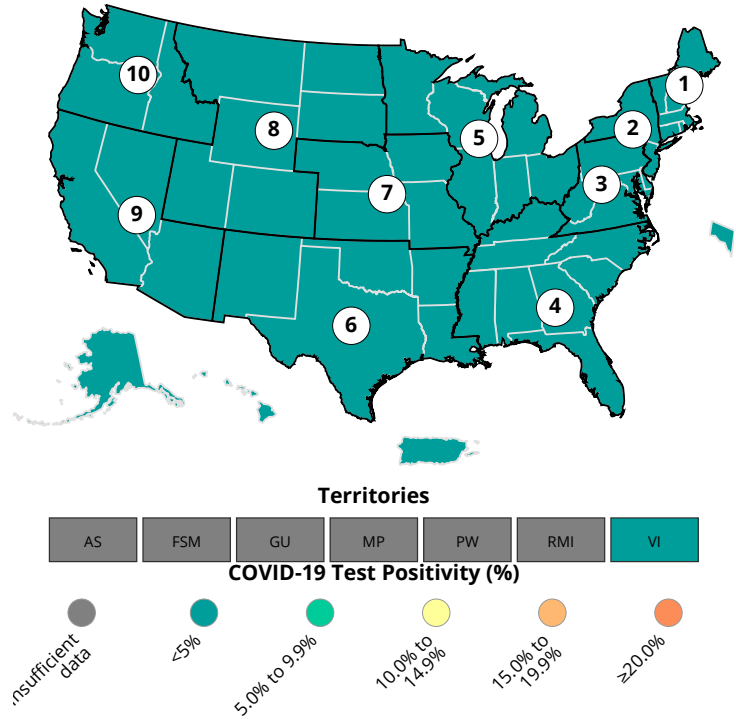 10
1
8
2
5
3
7
9
4
6
Territories
AS FSM GU MP PW RMI VI
COVID-19 Test Positivity (%)
nsufficient
data
<5%
5.0% to 9.9%
10.0% to
14.9%
15.0% to
19.9%
≥20.0%